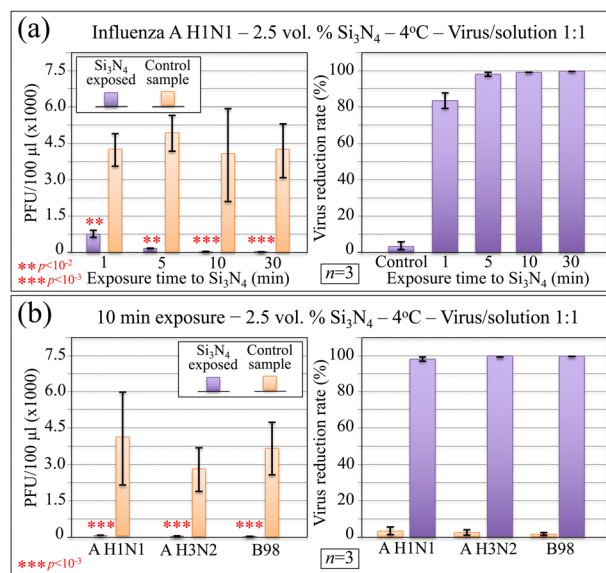 (a) Influenza A H1N1 – 2.5 vol. % Si₃N₄ – 4°C – Virus/solution 1:1
PFU/100 µl (x1000)
7.5
6.0
4.5
3.0
1.5
0
Si₃N₄ exposed
Control sample
** ** *** ***
1 5 10 30
**p<10⁻²
***p<10⁻³
Exposure time to Si₃N₄ (min)
n=3
Virus reduction rate (%)
100
80
60
40
20
0
Control 1 5 10 30
Exposure time to Si₃N₄ (min)
(b) 10 min exposure – 2.5 vol. % Si₃N₄ – 4°C – Virus/solution 1:1
PFU/100 µl (x1000)
7.5
6.0
4.5
3.0
1.5
0
Si₃N₄ exposed
Control sample
*** *** ***
A H1N1 A H3N2 B98
***p<10⁻³
n=3
Virus reduction rate (%)
100
80
60
40
20
0
A H1N1 A H3N2 B98